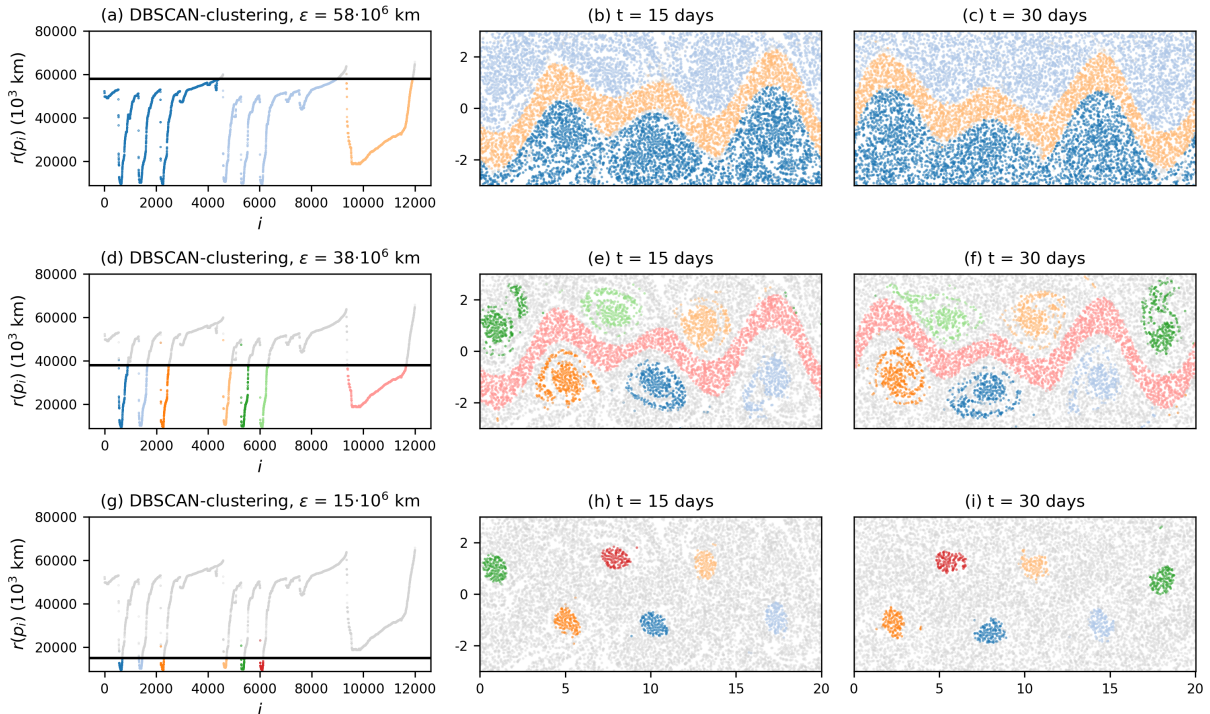 (a) DBSCAN-clustering, ε = 58·10⁶ km
(b) t = 15 days
(c) t = 30 days
80000
60000
40000
20000
r(pᵢ) (10³ km)
0 2000 4000 6000 8000 10000 12000
i
2
0
-2
(d) DBSCAN-clustering, ε = 38·10⁶ km
(e) t = 15 days
(f) t = 30 days
80000
60000
40000
20000
r(pᵢ) (10³ km)
0 2000 4000 6000 8000 10000 12000
i
2
0
-2
(g) DBSCAN-clustering, ε = 15·10⁶ km
(h) t = 15 days
(i) t = 30 days
80000
60000
40000
20000
r(pᵢ) (10³ km)
0 2000 4000 6000 8000 10000 12000
i
2
0
-2
0 5 10 15 20
0 5 10 15 20